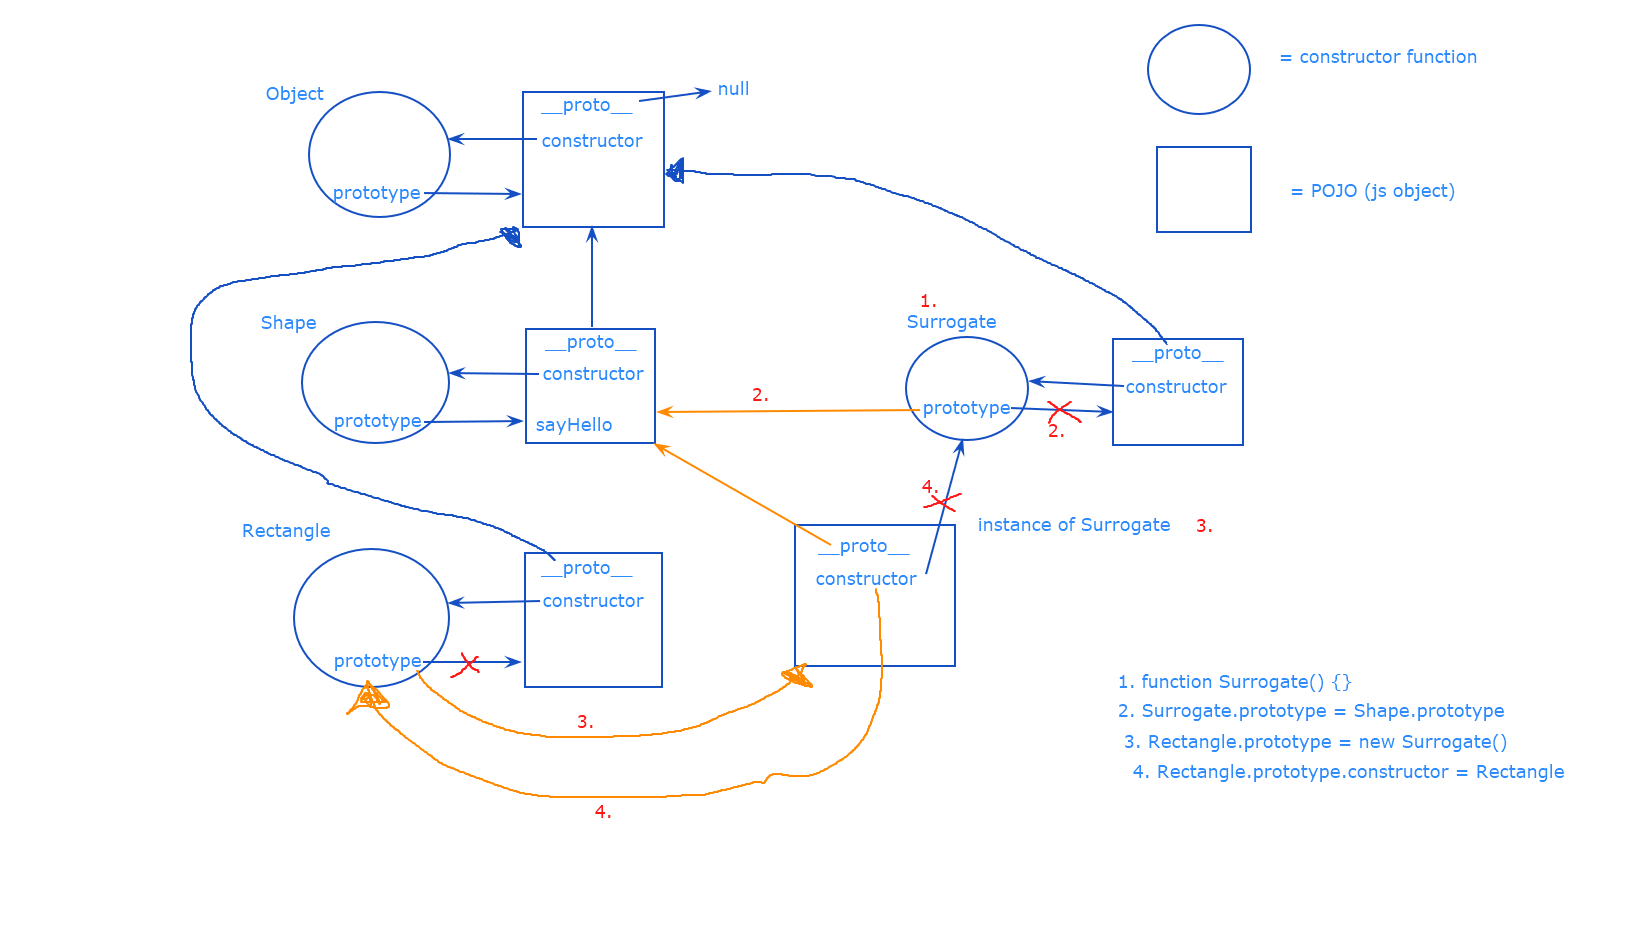 = constructor function
= POJO (js object)
Object
__proto__
null
constructor
prototype
Shape
__proto__
constructor
prototype
sayHello
1.
Surrogate
__proto__
constructor
prototype
2.
2.
4.
instance of Surrogate 3.
__proto__
constructor
Rectangle
__proto__
constructor
prototype
3.
4.
1. function Surrogate() {}
2. Surrogate.prototype = Shape.prototype
3. Rectangle.prototype = new Surrogate()
4. Rectangle.prototype.constructor = Rectangle